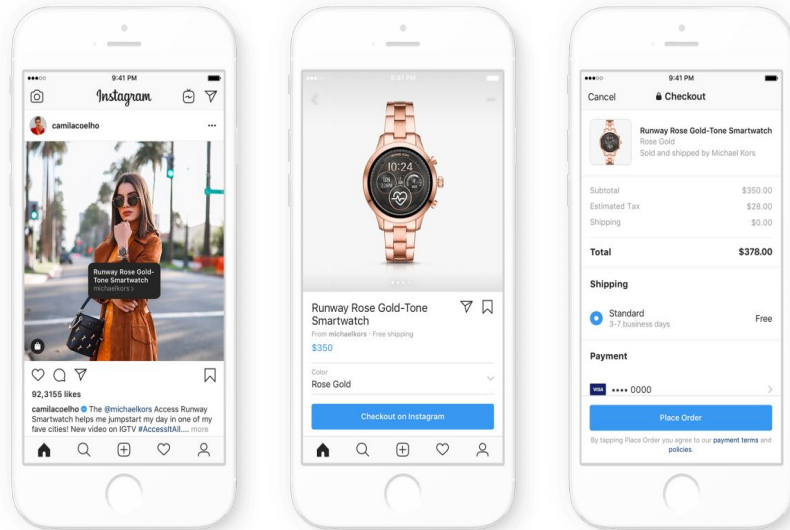 9:41 PM
Instagram
camilacoelho
Runway Rose Gold-
Tone Smartwatch
michaelkors >
92,3155 likes
camilacoelho The @michaelkors Access Runway
Smartwatch helps me jumpstart my day in one of my
fave cities! New video on IGTV #AccessItAll.... more
9:41 PM
10:24
Runway Rose Gold-Tone
Smartwatch
From michaelkors · Free shipping
$350
Color
Rose Gold
Checkout on Instagram
9:41 PM
Cancel
Checkout
Runway Rose Gold-Tone Smartwatch
Rose Gold
Sold and shipped by Michael Kors
Subtotal $350.00
Estimated Tax $28.00
Shipping $0.00
Total $378.00
Shipping
Standard Free
3-7 business days
Payment
VISA •••• 0000 >
Place Order
By tapping Place Order you agree to our payment terms and
policies.